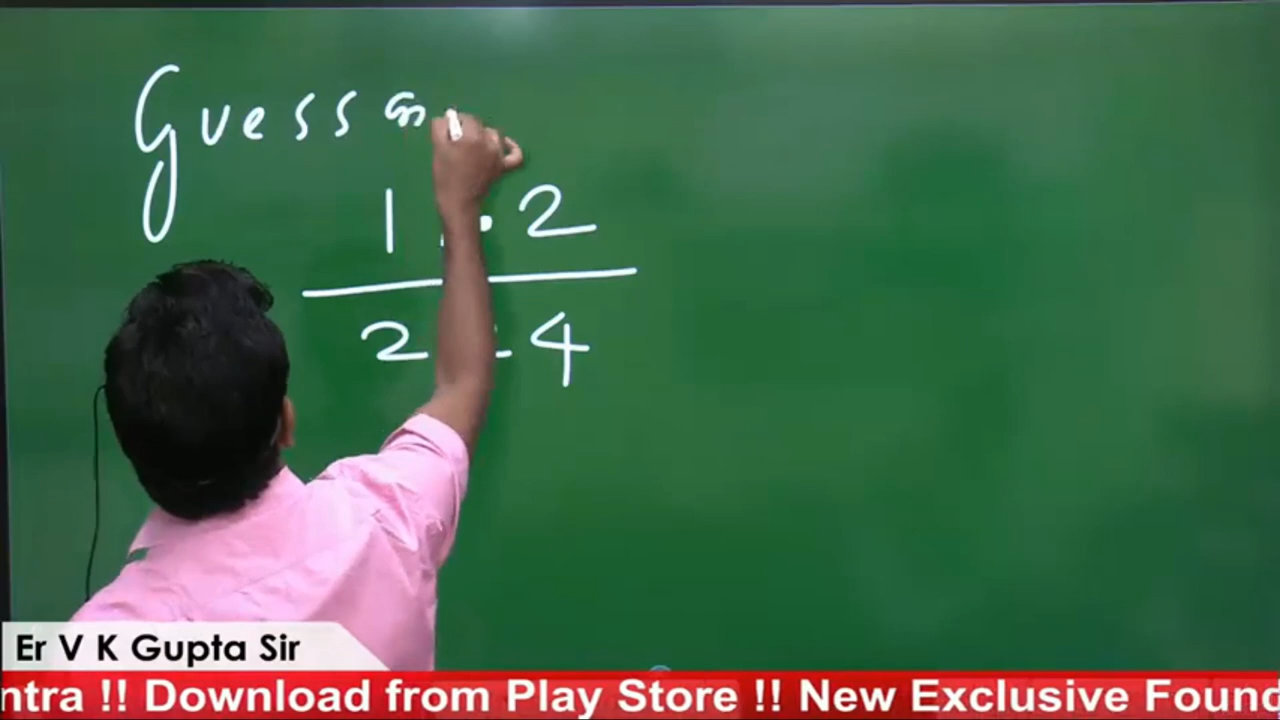 Guess
1 . 2
2 : 4
Er V K Gupta Sir
ntra !! Download from Play Store !! New Exclusive Found